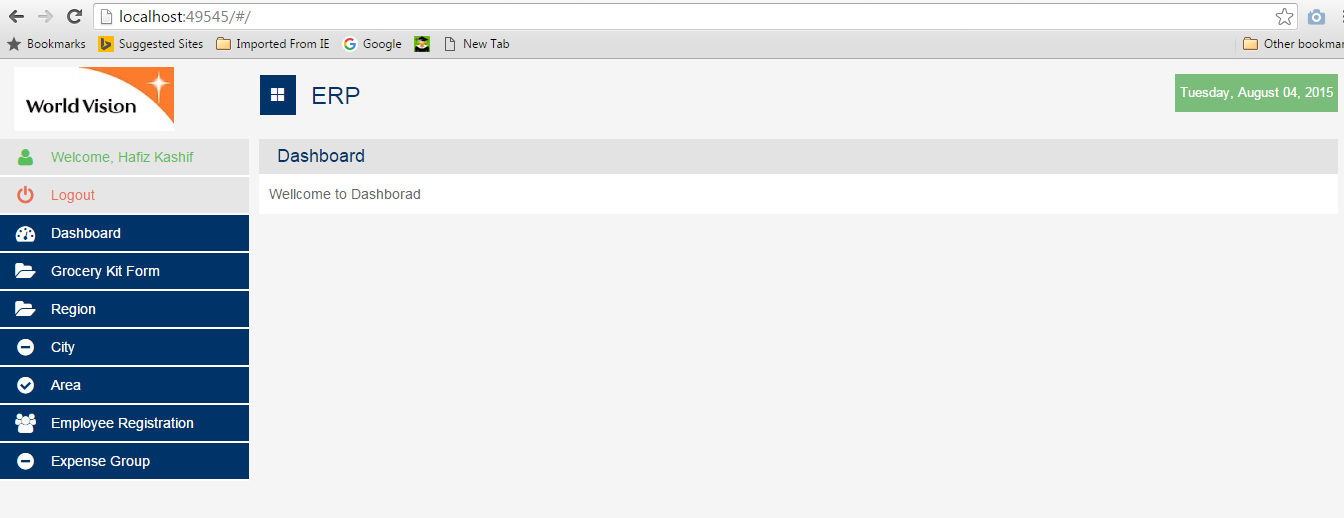 localhost:49545/#/
Bookmarks Suggested Sites Imported From IE Google New Tab Other bookmar
World Vision
ERP
Tuesday, August 04, 2015
Welcome, Hafiz Kashif
Dashboard
Wellcome to Dashborad
Logout
Dashboard
Grocery Kit Form
Region
City
Area
Employee Registration
Expense Group